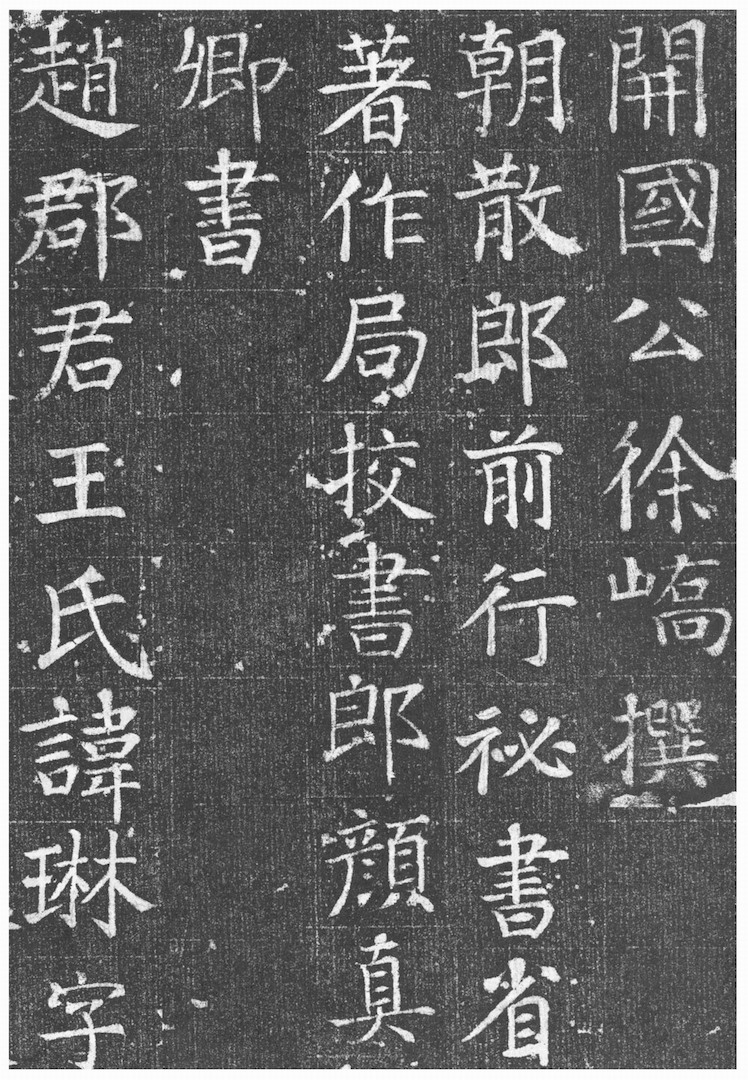 開國公徐嶠撰
朝散郎前行祕書省
著作局挍書郎顏真
卿書
趙郡君王氏諱琳字